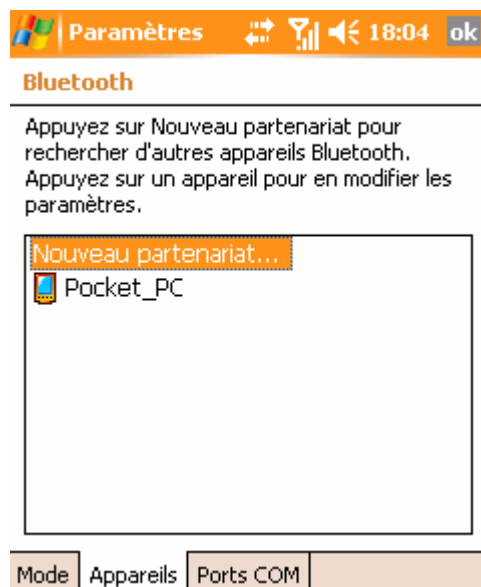 Paramètres 18:04 ok
Bluetooth
Appuyez sur Nouveau partenariat pour
rechercher d'autres appareils Bluetooth.
Appuyez sur un appareil pour en modifier les
paramètres.
Nouveau partenariat...
Pocket_PC
Mode Appareils Ports COM